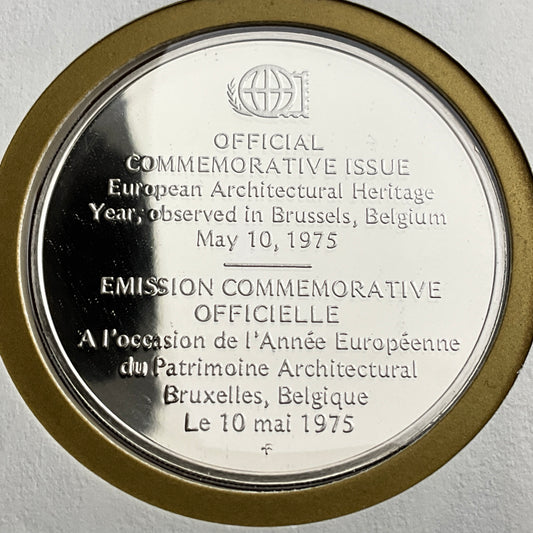 OFFICIAL
COMMEMORATIVE ISSUE
European Architectural Heritage
Year, observed in Brussels, Belgium
May 10, 1975
EMISSION COMMEMORATIVE
OFFICIELLE
A l'occasion de l'Année Européenne
du Patrimoine Architectural
Bruxelles, Belgique
Le 10 mai 1975